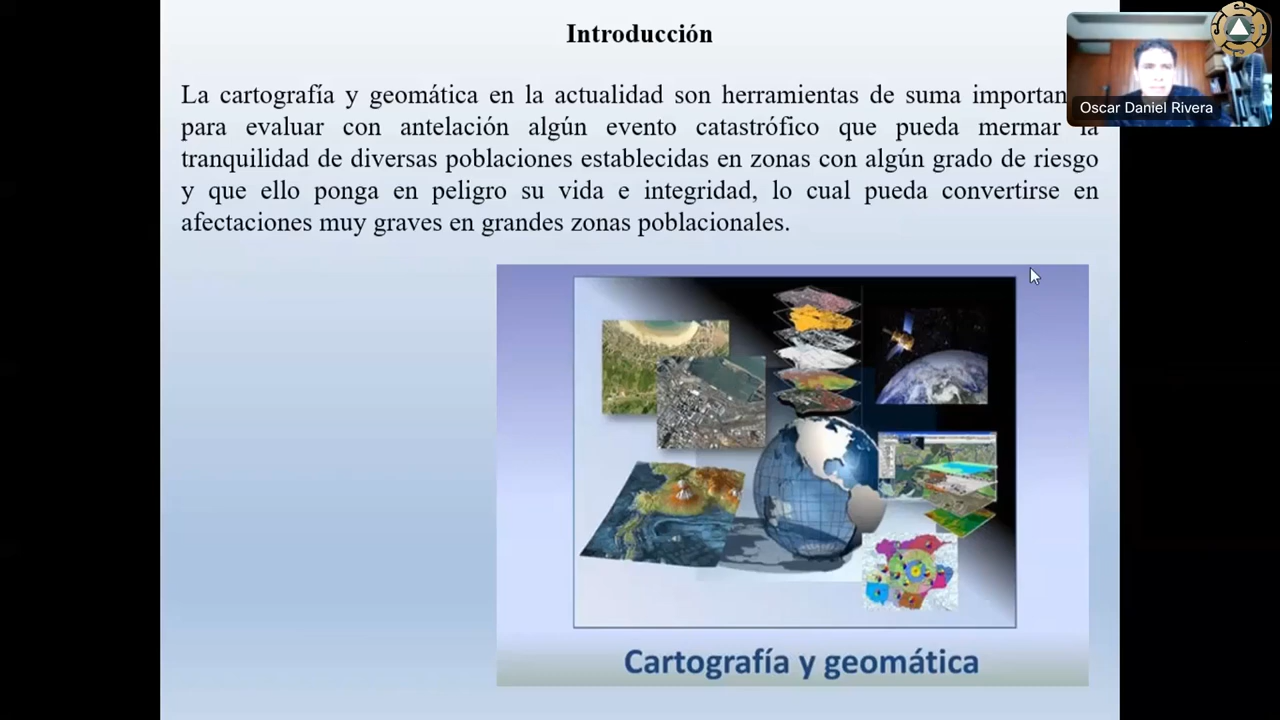 Introducción
La cartografía y geomática en la actualidad son herramientas de suma importan
para evaluar con antelación algún evento catastrófico que pueda mermar la
tranquilidad de diversas poblaciones establecidas en zonas con algún grado de riesgo
y que ello ponga en peligro su vida e integridad, lo cual pueda convertirse en
afectaciones muy graves en grandes zonas poblacionales.
Oscar Daniel Rivera
Cartografía y geomática